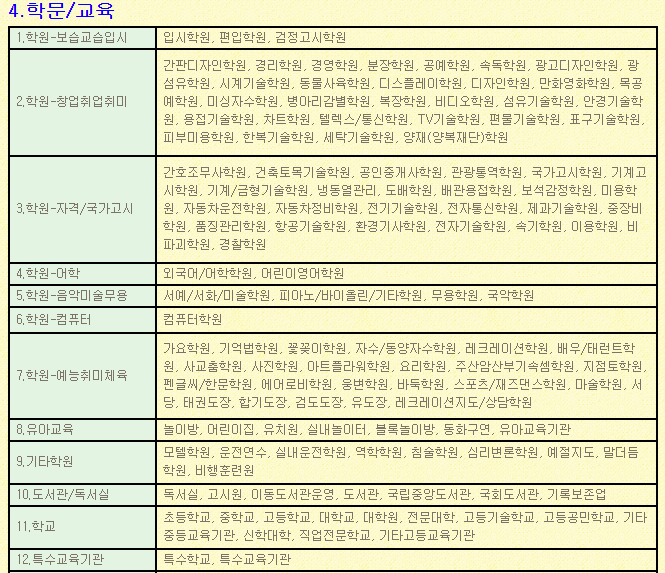 4.학문/교육
1.학원-보습교습입시
입시학원, 편입학원, 검정고시학원
2.학원-창업취업취미
간판디자인학원, 경리학원, 경영학원, 분장학원, 공예학원, 속독학원, 광고디자인학원, 광
섬유학원, 시계기술학원, 동물사육학원, 디스플레이학원, 디자인학원, 만화영화학원, 목공
예학원, 미싱자수학원, 병아리감별학원, 복장학원, 비디오학원, 섬유기술학원, 안경기술학
원, 용접기술학원, 차트학원, 텔렉스/통신학원, TV기술학원, 편물기술학원, 표구기술학원,
피부미용학원, 한복기술학원, 세탁기술학원, 양재(양복재단)학원
3.학원-자격/국가고시
간호조무사학원, 건축토목기술학원, 공인중개사학원, 관광통역학원, 국가고시학원, 기계고
시학원, 기계/금형기술학원, 냉동열관리, 도배학원, 배관용접학원, 보석감정학원, 미용학
원, 자동차운전학원, 자동차정비학원, 전기기술학원, 전자통신학원, 제과기술학원, 중장비
학원, 품질관리학원, 항공기술학원, 환경기사학원, 전자기술학원, 속기학원, 이용학원, 비
파괴학원, 경찰학원
4.학원-어학
외국어/어학학원, 어린이영어학원
5.학원-음악미술무용
서예/서화/미술학원, 피아노/바이올린/기타학원, 무용학원, 국악학원
6.학원-컴퓨터
컴퓨터학원
7.학원-예능취미체육
가요학원, 기억법학원, 꽃꽂이학원, 자수/동양자수학원, 레크레이션학원, 배우/태런트학
원, 사교춤학원, 사진학원, 아트플라워학원, 요리학원, 주산암산부기속셈학원, 지점토학원,
펜글씨/한문학원, 에어로비학원, 웅변학원, 바둑학원, 스포츠/재즈댄스학원, 마술학원, 서
당, 태권도장, 합기도장, 검도도장, 유도장, 레크레이션지도/상담학원
8.유아교육
놀이방, 어린이집, 유치원, 실내놀이터, 블록놀이방, 동화구연, 유아교육기관
9.기타학원
모텔학원, 운전연수, 실내운전학원, 역학학원, 침술학원, 심리변론학원, 예절지도, 말더듬
학원, 비행훈련원
10.도서관/독서실
독서실, 고시원, 이동도서관운영, 도서관, 국립중앙도서관, 국회도서관, 기록보존업
11.학교
초등학교, 중학교, 고등학교, 대학교, 대학원, 전문대학, 고등기술학교, 고등공민학교, 기타
중등교육기관, 신학대학, 직업전문학교, 기타고등교육기관
12.특수교육기관
특수학교, 특수교육기관